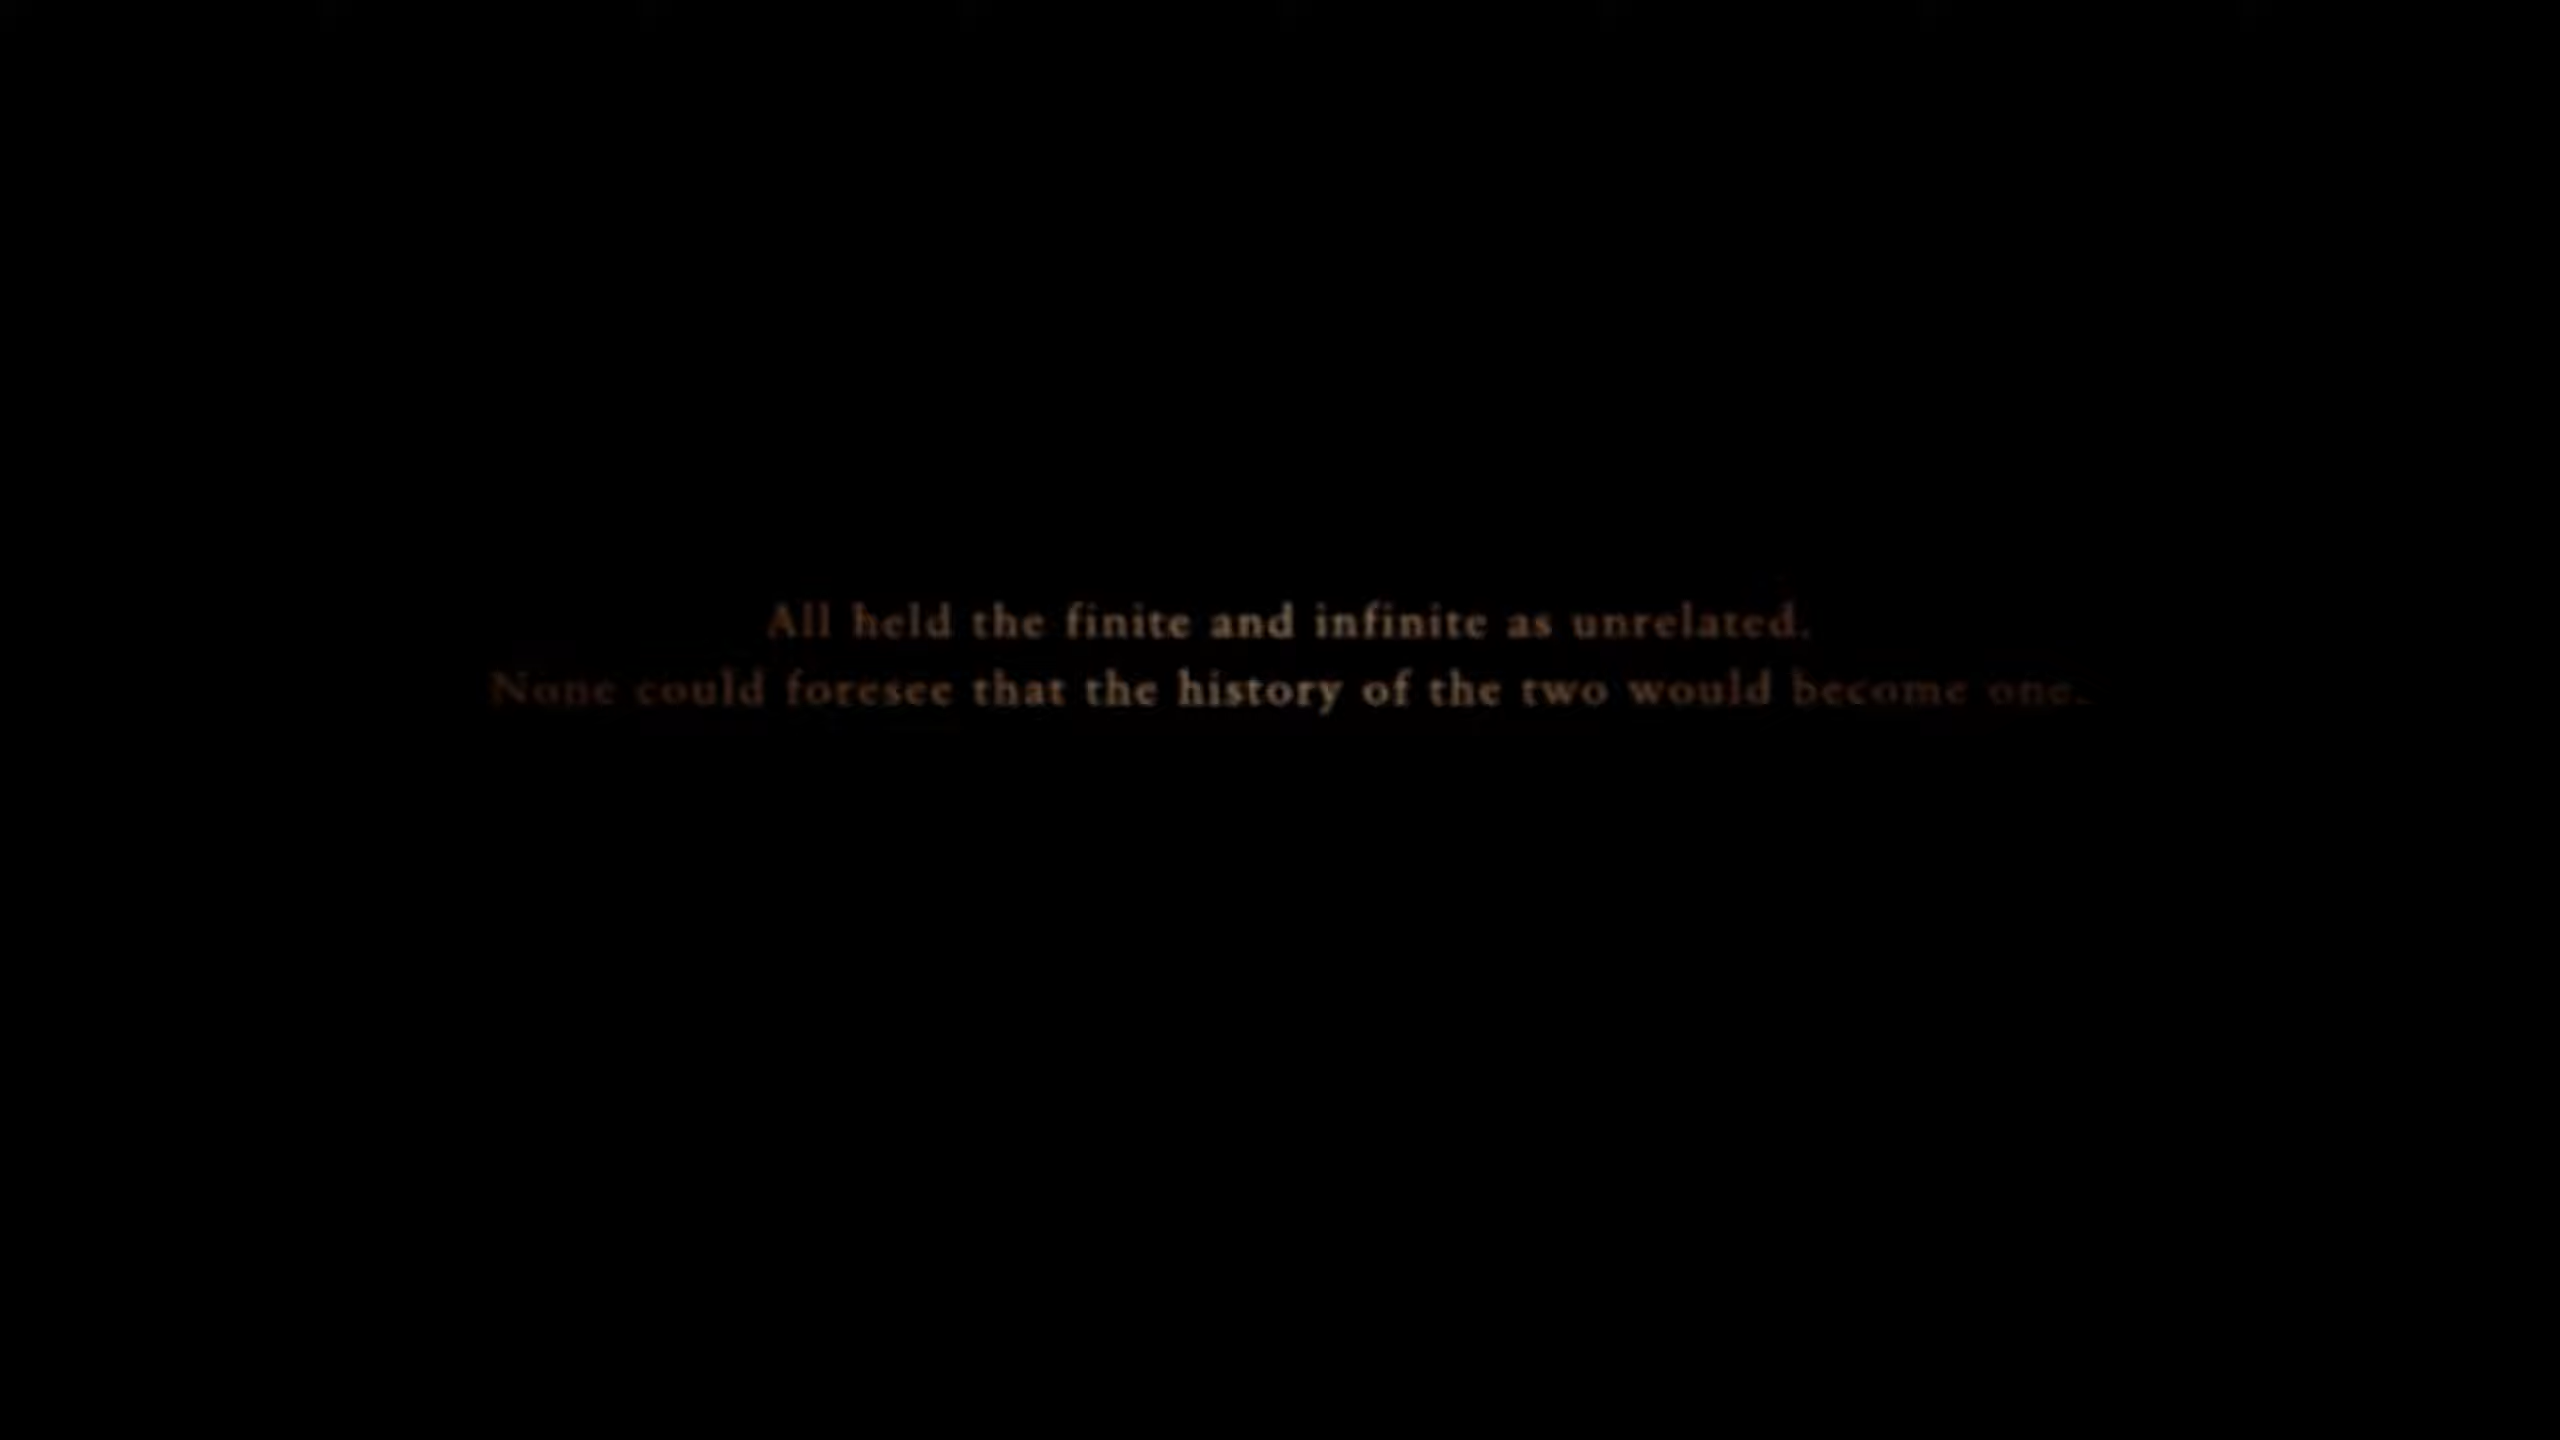 All held the finite and infinite as unrelated.
None could foresee that the history of the two would become one.